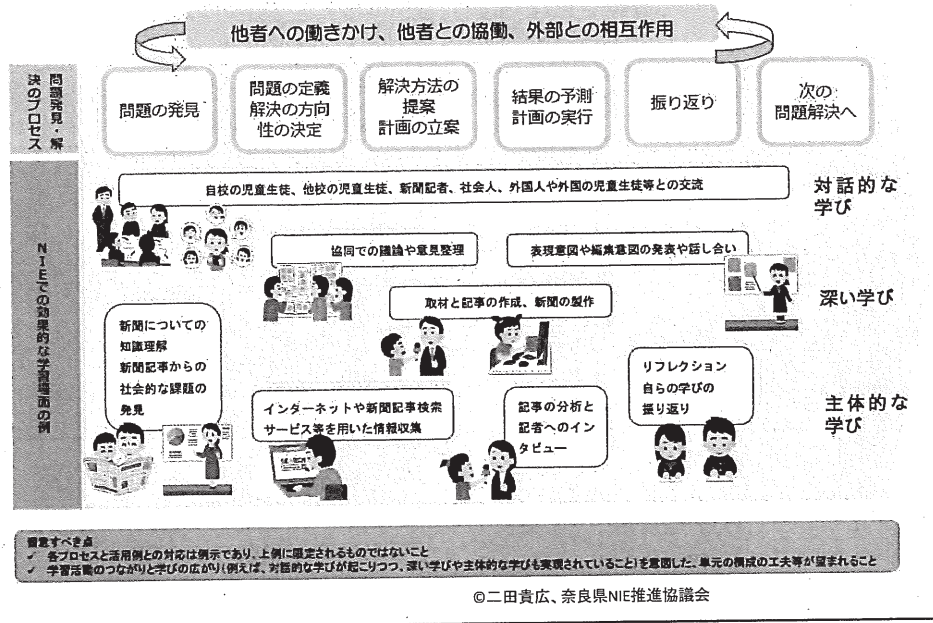 他者への働きかけ、他者との協働、外部との相互作用
問題発見・解
決のプロセス
問題の発見
問題の定義
解決の方向
性の決定
解決方法の
提案
計画の立案
結果の予測
計画の実行
振り返り
次の
問題解決へ
NIEでの効果的な学習場面の例
自校の児童生徒、他校の児童生徒、新聞記者、社会人、外国人や外国の児童生徒等との交流
対話的な
学び
協同での議論や意見整理
表現意図や編集意図の発表や話し合い
取材と記事の作成、新聞の製作
深い学び
新聞についての
知識理解
新聞記事からの
社会的な課題の
発見
インターネットや新聞記事検索
サービス等を用いた情報収集
記事の分析と
記者へのイン
タビュー
リフレクション
自らの学びの
振り返り
主体的な
学び
留意すべき点
✓ 各プロセスと活用例との対応は例示であり、上例に限定されるものではないこと
✓ 学習活動のつながりと学びの広がり(例えば、対話的な学びが起こりつつ、深い学びや主体的な学びも実現されていること)を意図した、単元の構成の工夫等が望まれること
©二田貴広、奈良県NIE推進協議会